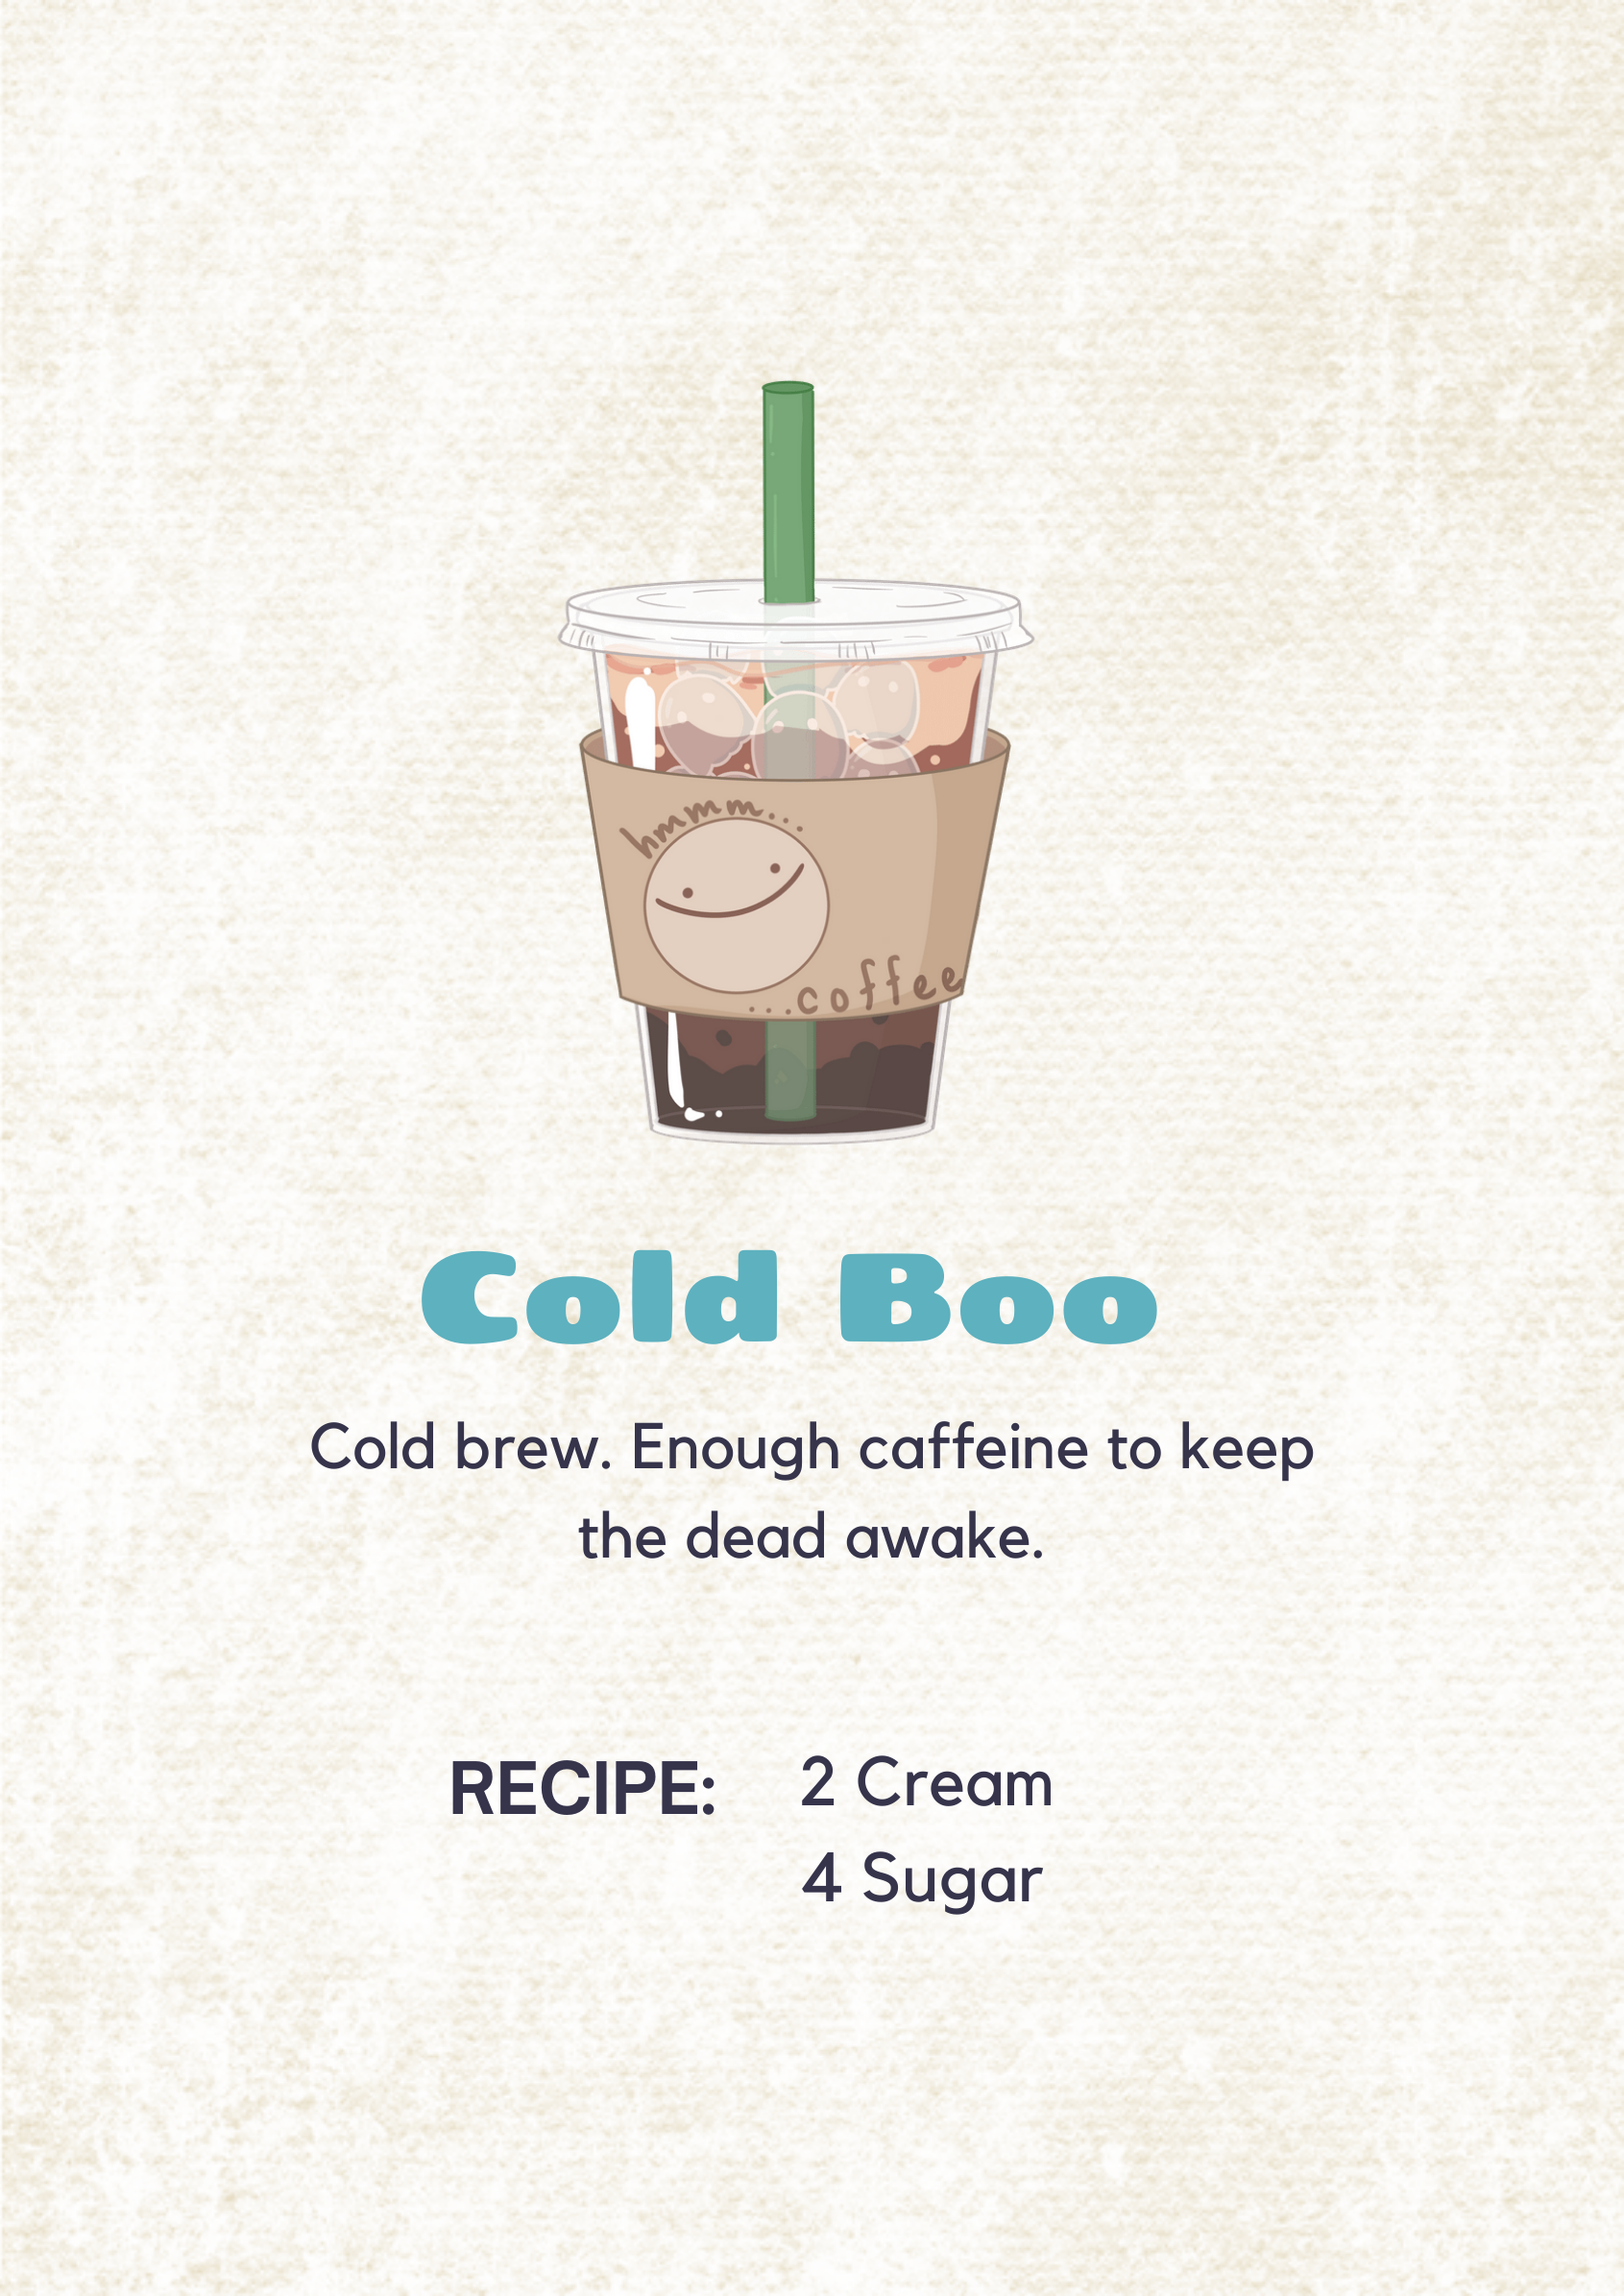 hmmm...
...coffee
Cold Boo
Cold brew. Enough caffeine to keep
the dead awake.
RECIPE:
2 Cream
4 Sugar